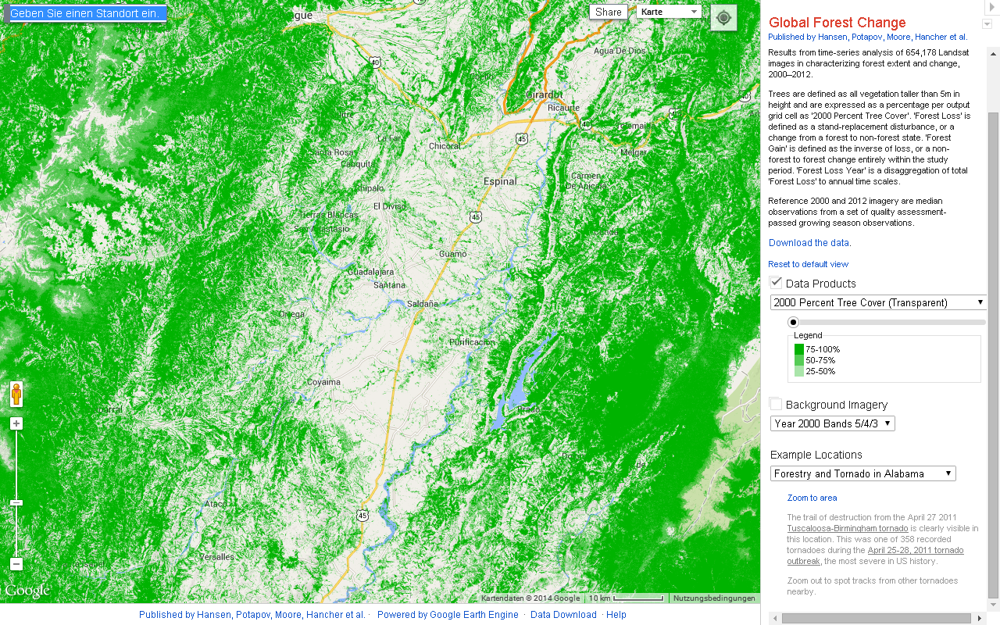 Geben Sie einen Standort ein.
ague
Share
Karte
40
Agua De Dios
Girardot
Ricaurte
40
40
40
Melgar
45
Chicoral
La Far
Santa Rosa
Cabquita
Carmen
De Apicala
Espinal
Chipalo
El Diviso
Tierras Blancas
45
Guamo
Guadalajara
Santana
Saldaña
Ortega
Purificacion
Coyaima
Prado
de
Ataco
45
Versalles
Google
Kartendaten © 2014 Google
10 km
Nutzungsbedingungen
Global Forest Change
Published by Hansen, Potapov, Moore, Hancher et al.
Results from time-series analysis of 654,178 Landsat
images in characterizing forest extent and change,
2000–2012.
Trees are defined as all vegetation taller than 5m in
height and are expressed as a percentage per output
grid cell as '2000 Percent Tree Cover'. 'Forest Loss' is
defined as a stand-replacement disturbance, or a
change from a forest to non-forest state. 'Forest
Gain' is defined as the inverse of loss, or a non-
forest to forest change entirely within the study
period. 'Forest Loss Year' is a disaggregation of total
'Forest Loss' to annual time scales.
Reference 2000 and 2012 imagery are median
observations from a set of quality assessment-
passed growing season observations.
Download the data.
Reset to default view
Data Products
2000 Percent Tree Cover (Transparent)
Legend
75-100%
50-75%
25-50%
Background Imagery
Year 2000 Bands 5/4/3
Example Locations
Forestry and Tornado in Alabama
Zoom to area
The trail of destruction from the April 27 2011
Tuscaloosa-Birmingham tornado is clearly visible in
this location. This was one of 358 recorded
tornadoes during the April 25-28, 2011 tornado
outbreak, the most severe in US history.
Zoom out to spot tracks from other tornadoes
nearby.
Published by Hansen, Potapov, Moore, Hancher et al. · Powered by Google Earth Engine · Data Download · Help